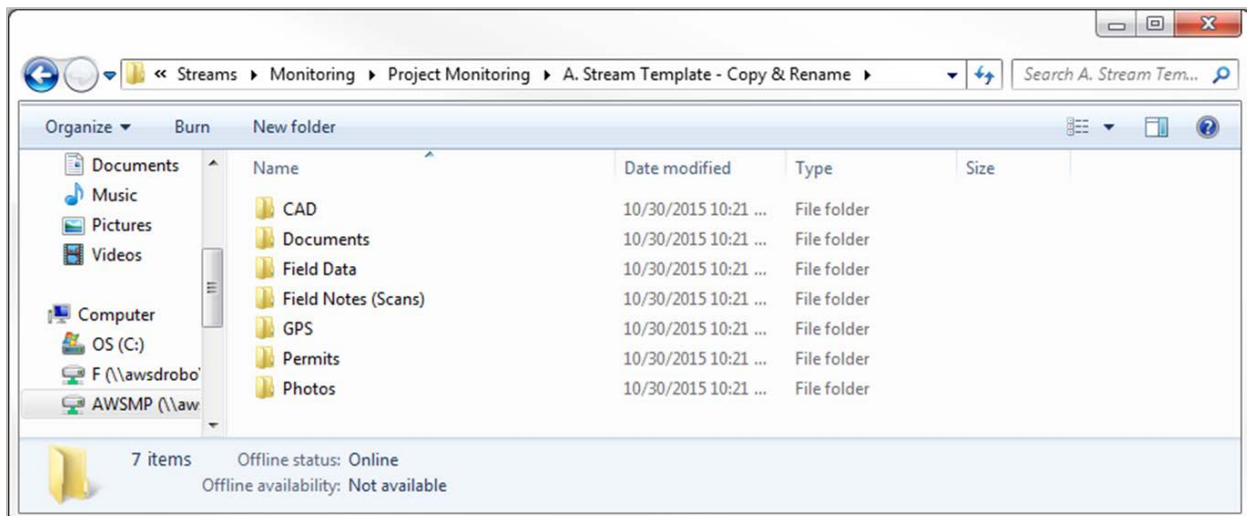 « Streams ▸ Monitoring ▸ Project Monitoring ▸ A. Stream Template - Copy & Rename ▸ Search A. Stream Tem...
Organize Burn New folder
Documents
Music
Pictures
Videos
Computer
OS (C:)
F (\\awsdrobo'
AWSMP (\\aw
Name Date modified Type Size
CAD 10/30/2015 10:21 ... File folder
Documents 10/30/2015 10:21 ... File folder
Field Data 10/30/2015 10:21 ... File folder
Field Notes (Scans) 10/30/2015 10:21 ... File folder
GPS 10/30/2015 10:21 ... File folder
Permits 10/30/2015 10:21 ... File folder
Photos 10/30/2015 10:21 ... File folder
7 items Offline status: Online
Offline availability: Not available